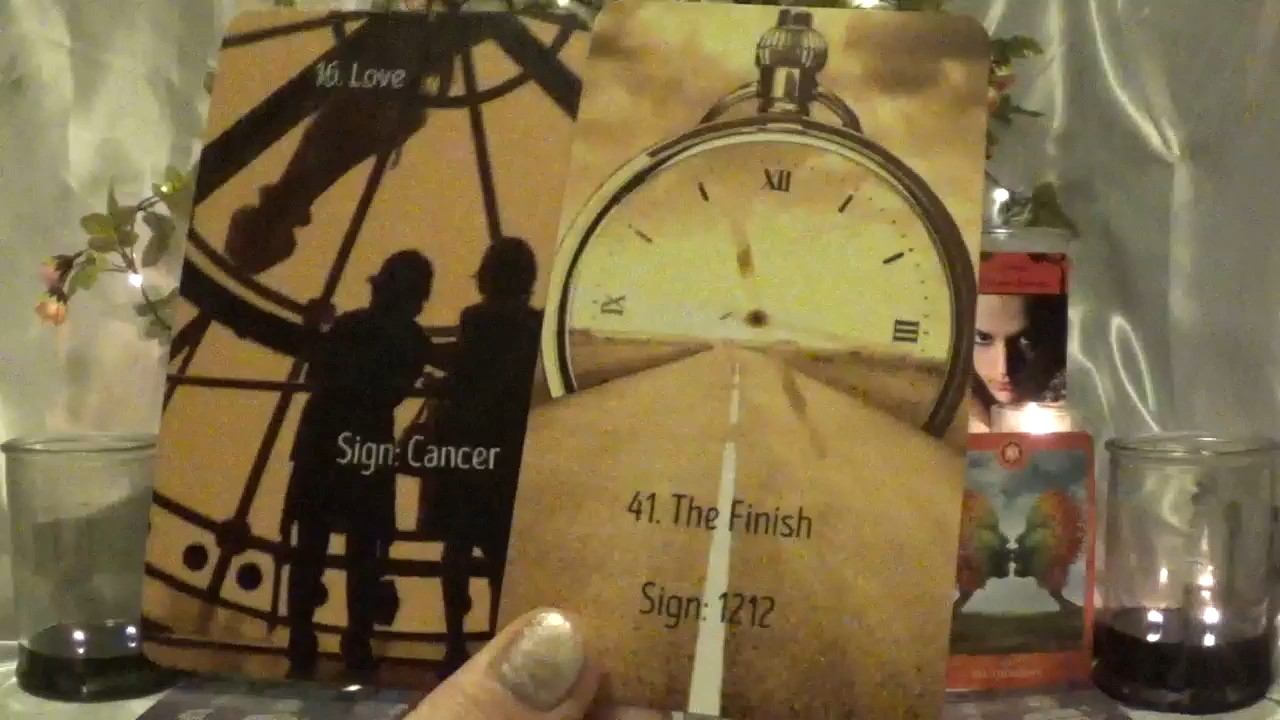 16. Love
Sign: Cancer
XII
IX
III
41. The Finish
Sign: 1212